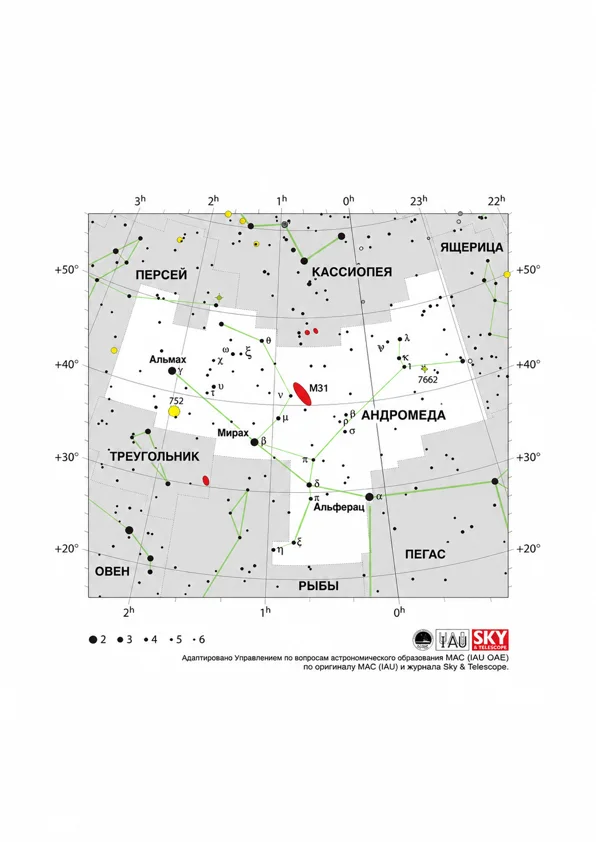 3h 2h 1h 0h 23h 22h
ЯЩЕРИЦА
+50° ПЕРСЕЙ КАССИОПЕЯ +50°
θ λ
ψ
ω ξ
χ κ
Альмах ι
+40° γ 7662 +40°
υ
τ ν M31
752
β АНДРОМЕДА
μ ρ
Мирах σ
β
ТРЕУГОЛЬНИК π
+30° +30°
δ
π α
Альферац
+20° η ξ +20°
ПЕГАС
ОВЕН
РЫБЫ
2h 1h 0h
2 3 4 5 6
IAU SKY
& TELESCOPE
Адаптировано Управлением по вопросам астрономического образования МАС (IAU OAE)
по оригиналу МАС (IAU) и журнала Sky & Telescope.